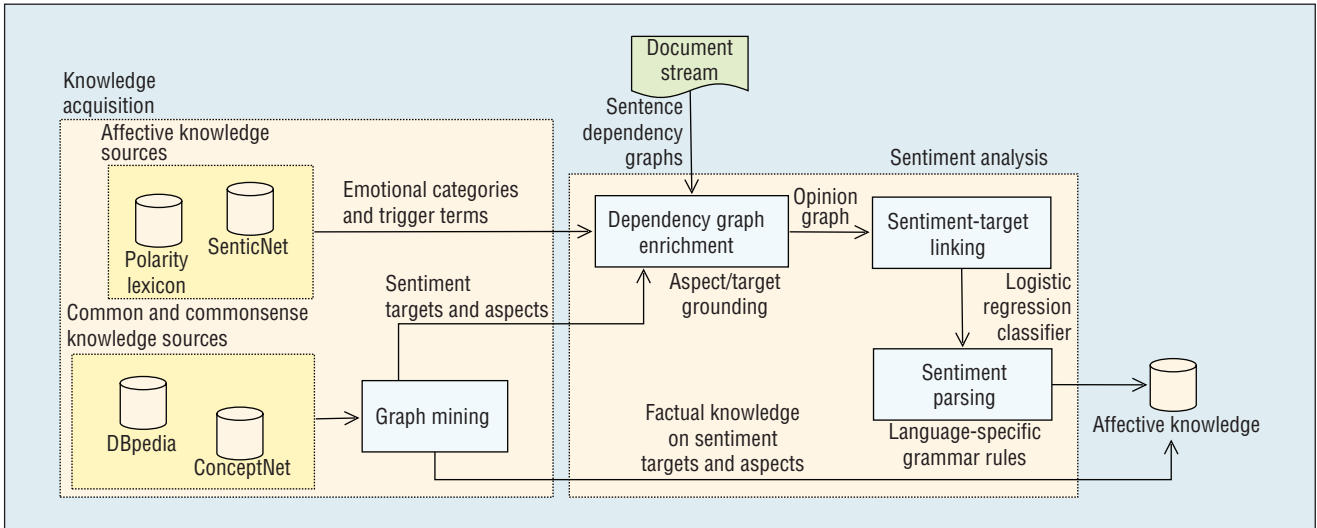 Document
stream
Knowledge
acquisition
Sentence
dependency
graphs
Affective knowledge
sources
Sentiment analysis
Emotional categories
and trigger terms
Opinion
graph
Polarity
lexicon
SenticNet
Dependency graph
enrichment
Sentiment-target
linking
Sentiment
targets and aspects
Aspect/target
grounding
Logistic
regression
classifier
Common and commonsense
knowledge sources
DBpedia
ConceptNet
Graph mining
Sentiment
parsing
Factual knowledge
on sentiment
targets and aspects
Language-specific
grammar rules
Affective knowledge